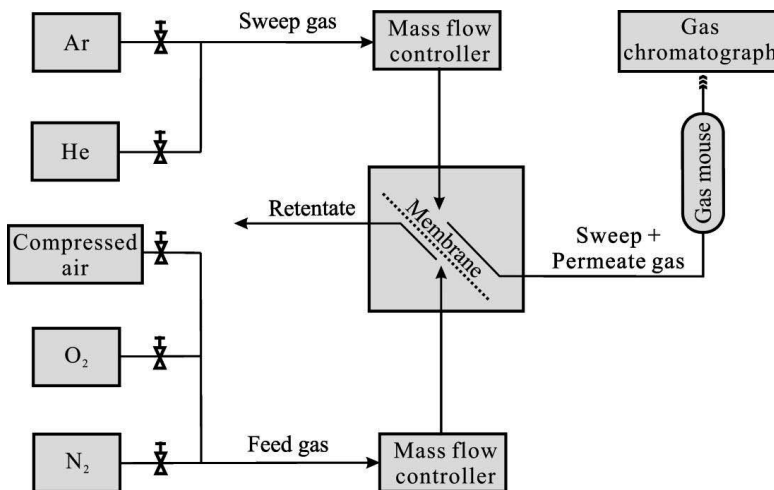 Ar
Sweep gas
Mass flow
controller
Gas
chromatograph
He
Gas mouse
Retentate
Membrane
Compressed
air
Sweep +
Permeate gas
O₂
N₂
Feed gas
Mass flow
controller